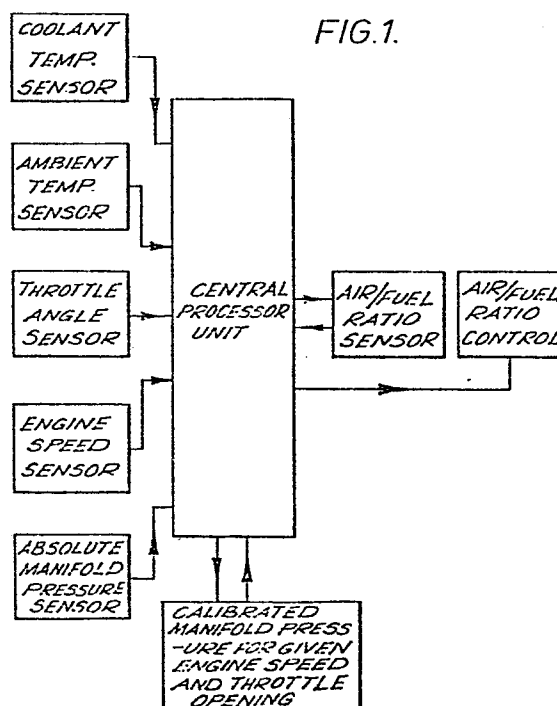 FIG.1.
COOLANT
TEMP.
SENSOR
AMBIENT
TEMP.
SENSOR
THROTTLE
ANGLE
SENSOR
ENGINE
SPEED
SENSOR
ABSOLUTE
MANIFOLD
PRESSURE
SENSOR
CENTRAL
PROCESSOR
UNIT
AIR/FUEL
RATIO
SENSOR
AIR/FUEL
RATIO
CONTROL
CALIBRATED
MANIFOLD PRESS
-URE FOR GIVEN
ENGINE SPEED
AND THROTTLE
OPENING